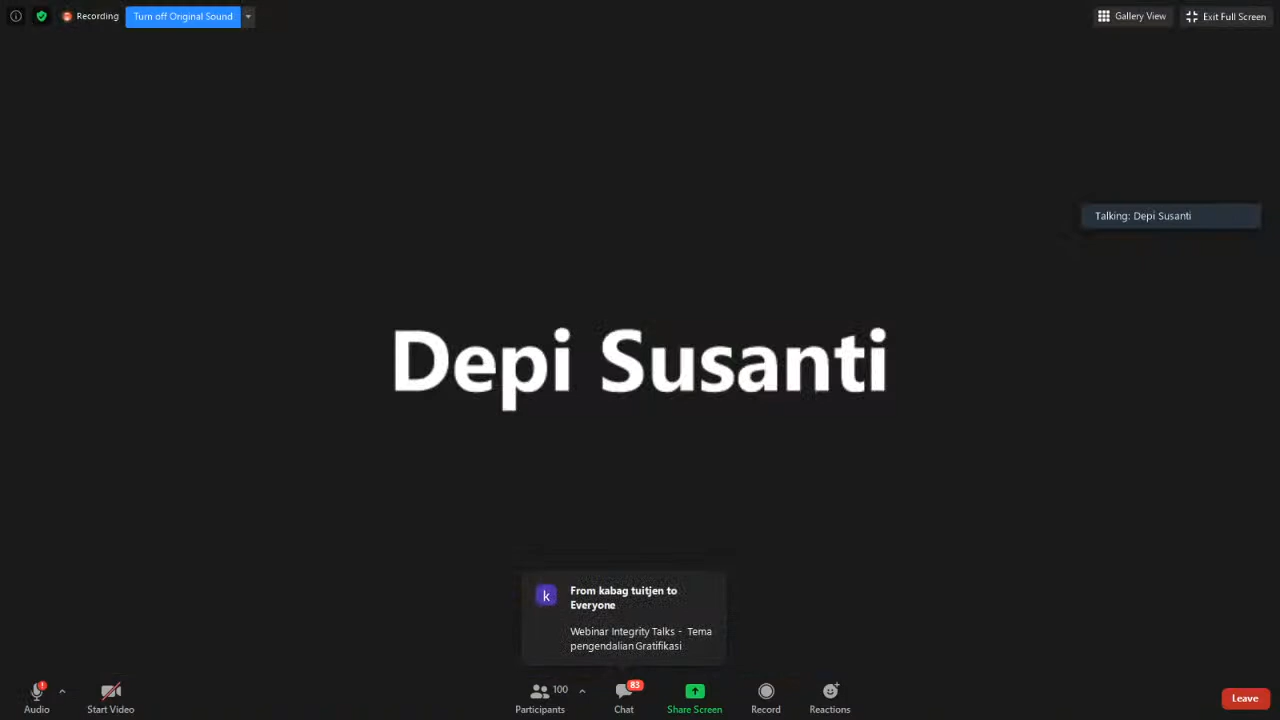 Recording
Turn off Original Sound
Gallery View
Exit Full Screen
Talking: Depi Susanti
Depi Susanti
k
From kabag tuitjen to
Everyone
Webinar Integrity Talks - Tema
pengendalian Gratifikasi
Audio
Start Video
100
Participants
83
Chat
Share Screen
Record
Reactions
Leave